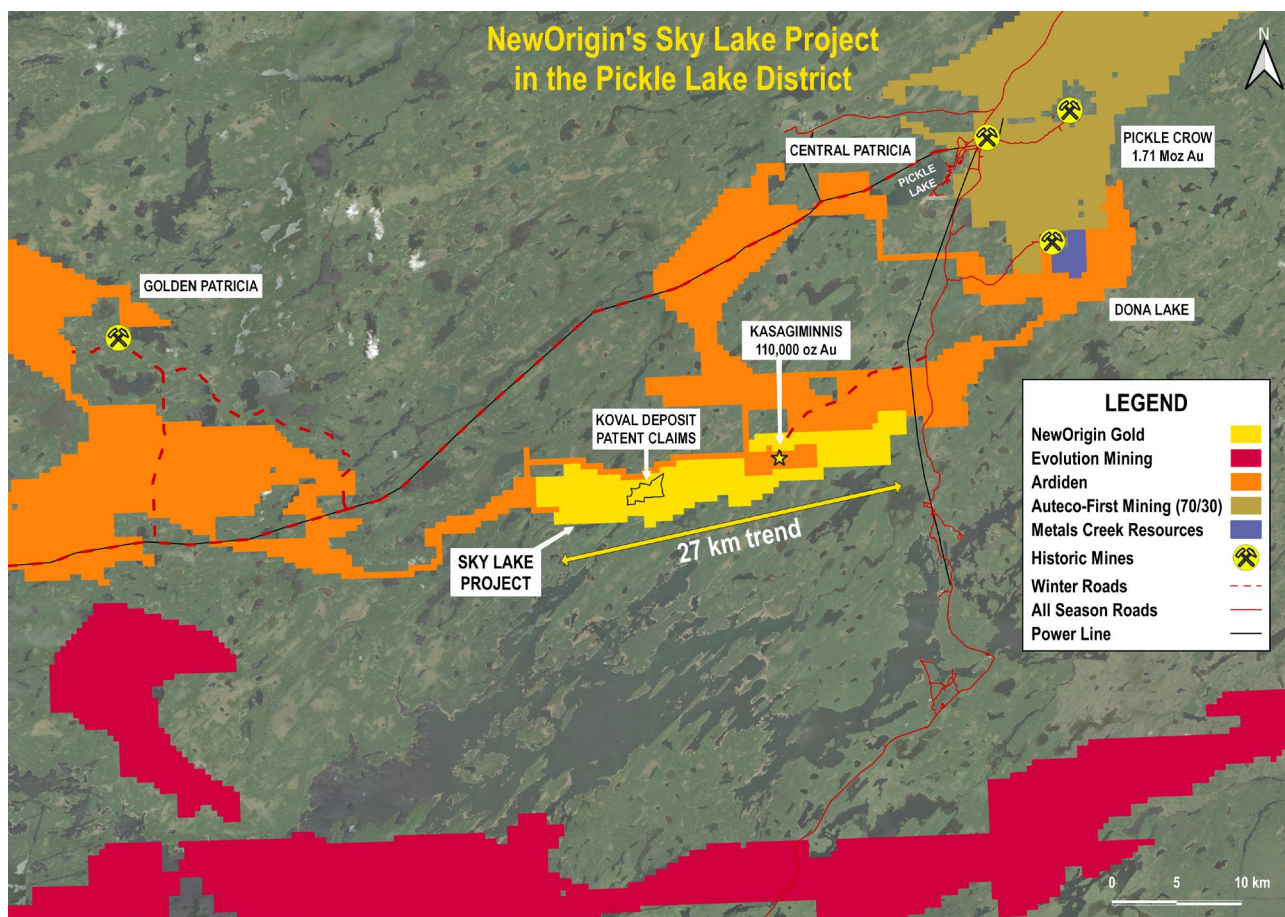 NewOrigin's Sky Lake Project
in the Pickle Lake District
N
CENTRAL PATRICIA
PICKLE
LAKE
PICKLE CROW
1.71 Moz Au
GOLDEN PATRICIA
DONA LAKE
KASAGIMINNIS
110,000 oz Au
KOVAL DEPOSIT
PATENT CLAIMS
SKY LAKE
PROJECT
27 km trend
LEGEND
NewOrigin Gold
Evolution Mining
Ardiden
Auteco-First Mining (70/30)
Metals Creek Resources
Historic Mines
Winter Roads
All Season Roads
Power Line
0 5 10 km